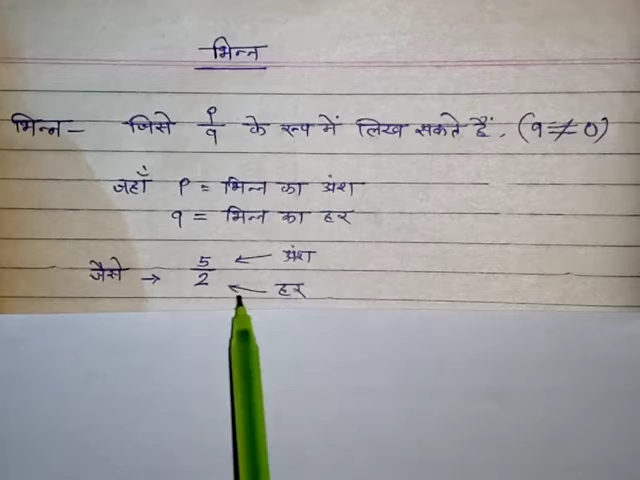 भिन्न
भिन्न – जिसे p/q के रूप में लिख सकते हैं. (q ≠ 0)
जहाँ p = भिन्न का अंश
q = भिन्न का हर
जैसे → 5/2 ← अंश
← हर